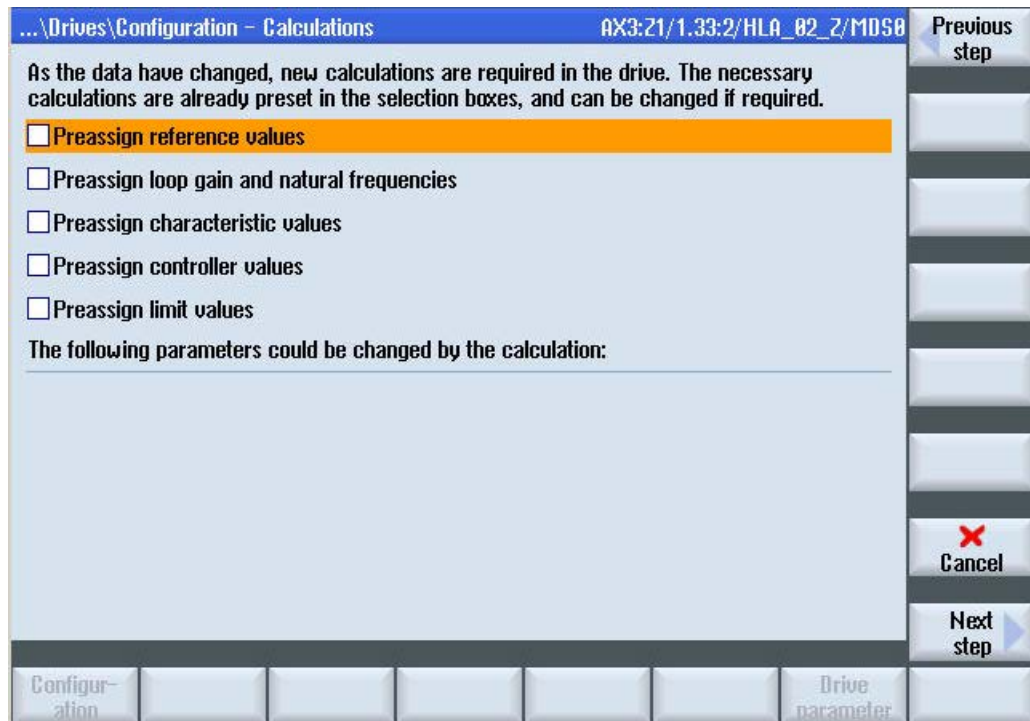 ...\Drives\Configuration - Calculations
AX3:Z1/1.33:2/HLA_02_Z/MDS0
Previous
step
As the data have changed, new calculations are required in the drive. The necessary
calculations are already preset in the selection boxes, and can be changed if required.
Preassign reference values
Preassign loop gain and natural frequencies
Preassign characteristic values
Preassign controller values
Preassign limit values
The following parameters could be changed by the calculation:
Cancel
Next
step
Configur-
ation
Drive
parameter